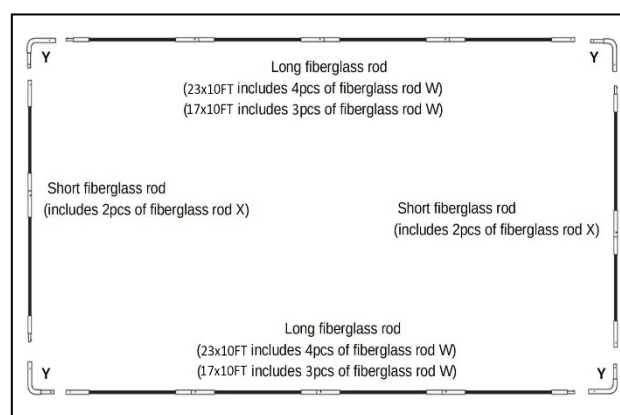 Y
Y
Long fiberglass rod
(23x10FT includes 4pcs of fiberglass rod W)
(17x10FT includes 3pcs of fiberglass rod W)
Short fiberglass rod
(includes 2pcs of fiberglass rod X)
Short fiberglass rod
(includes 2pcs of fiberglass rod X)
Long fiberglass rod
(23x10FT includes 4pcs of fiberglass rod W)
(17x10FT includes 3pcs of fiberglass rod W)
Y
Y